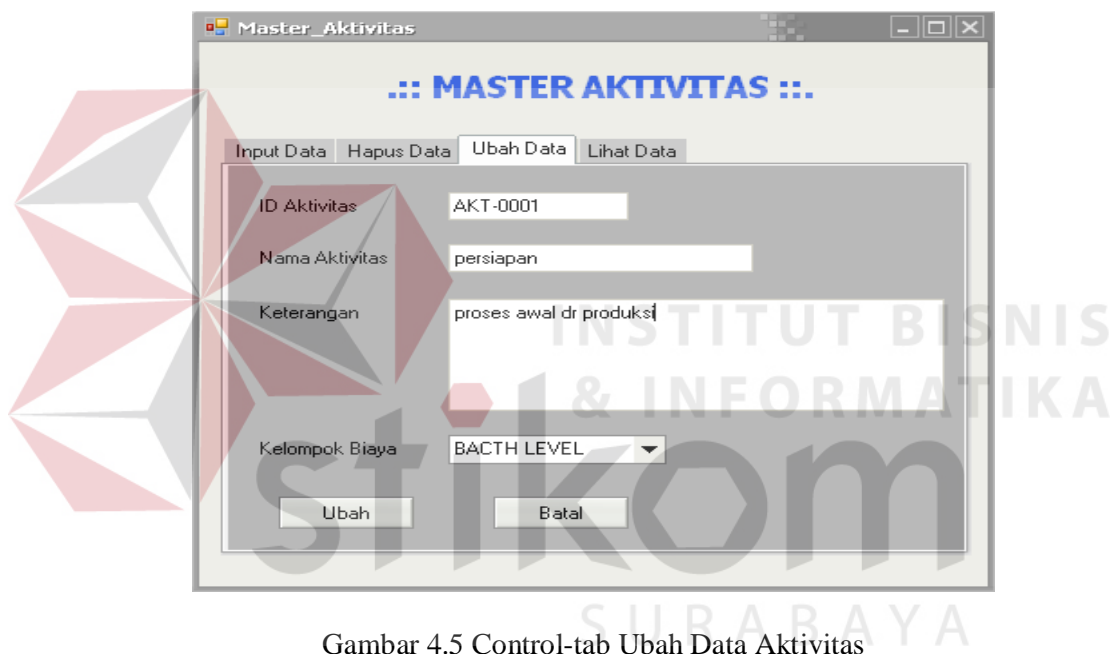 Master_Aktivitas
.:: MASTER AKTIVITAS ::.
Input Data Hapus Data Ubah Data Lihat Data
ID Aktivitas AKT-0001
Nama Aktivitas persiapan
Keterangan proses awal dr produksi
Kelompok Biaya BACTH LEVEL
Ubah Batal
INSTITUT BISNIS
& INFORMATIKA
stikom
SURABAYA
Gambar 4.5 Control-tab Ubah Data Aktivitas